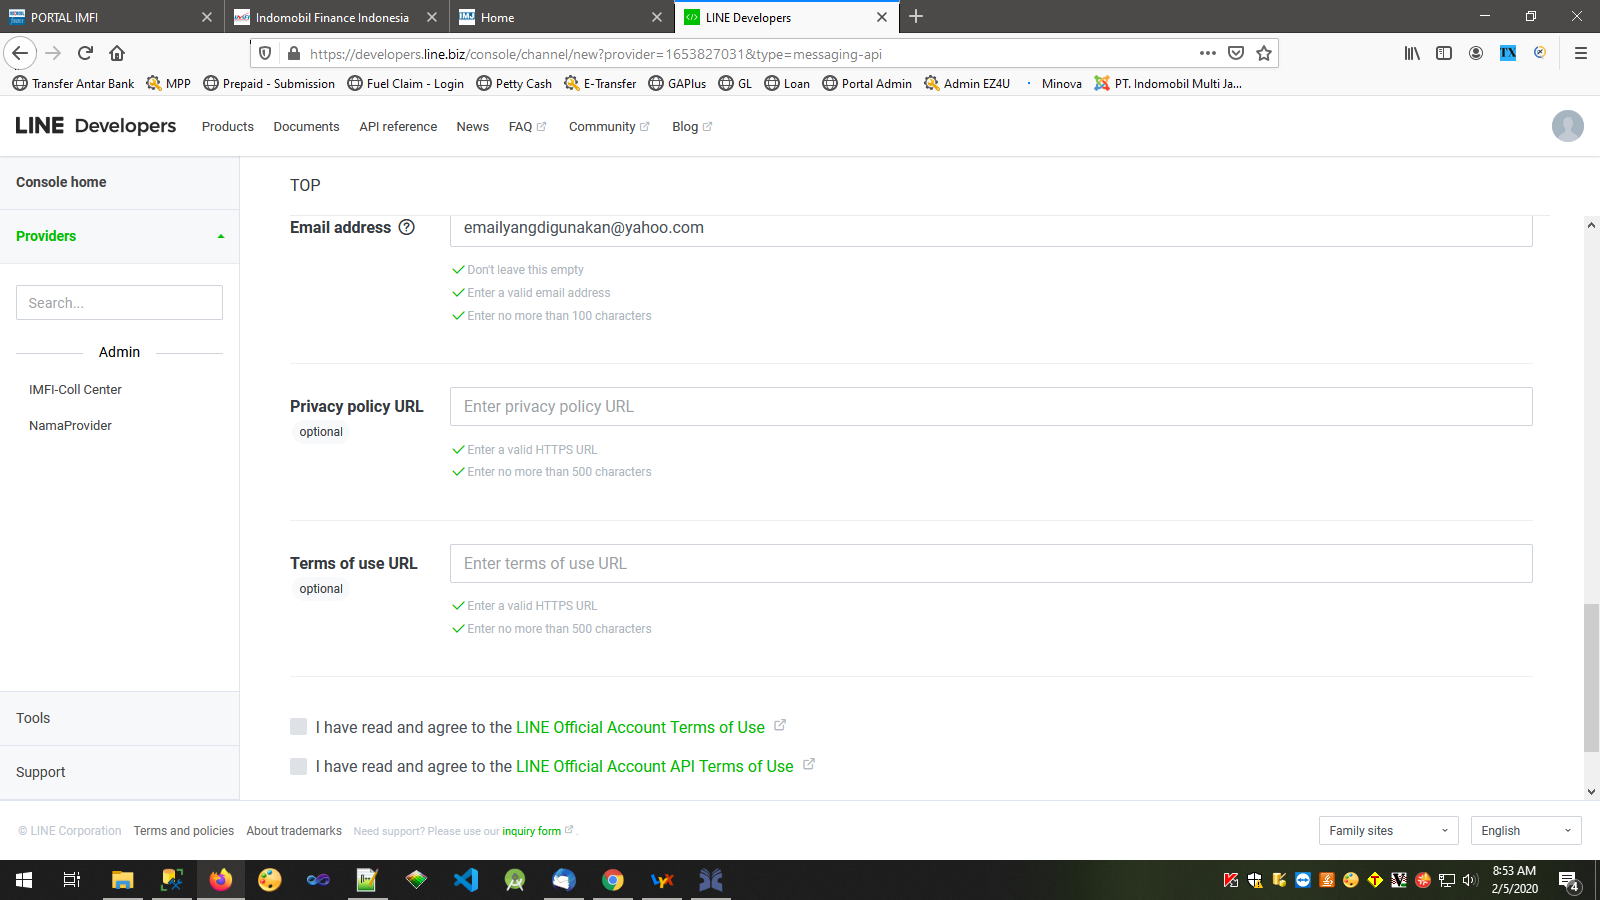 PORTAL IMFI
Indomobil Finance Indonesia
Home
LINE Developers
https://developers.line.biz/console/channel/new?provider=1653827031&type=messaging-api
Transfer Antar Bank
MPP
Prepaid - Submission
Fuel Claim - Login
Petty Cash
E-Transfer
GAPlus
GL
Loan
Portal Admin
Admin EZ4U
Minova
PT. Indomobil Multi Ja...
LINE Developers
Products
Documents
API reference
News
FAQ
Community
Blog
Console home
Providers
Search...
Admin
IMFI-Coll Center
NamaProvider
Tools
Support
TOP
Email address
emailyangdigunakan@yahoo.com
Don't leave this empty
Enter a valid email address
Enter no more than 100 characters
Privacy policy URL
optional
Enter privacy policy URL
Enter a valid HTTPS URL
Enter no more than 500 characters
Terms of use URL
optional
Enter terms of use URL
Enter a valid HTTPS URL
Enter no more than 500 characters
I have read and agree to the LINE Official Account Terms of Use
I have read and agree to the LINE Official Account API Terms of Use
© LINE Corporation
Terms and policies
About trademarks
Need support? Please use our inquiry form .
Family sites
English
8:53 AM
2/5/2020
4